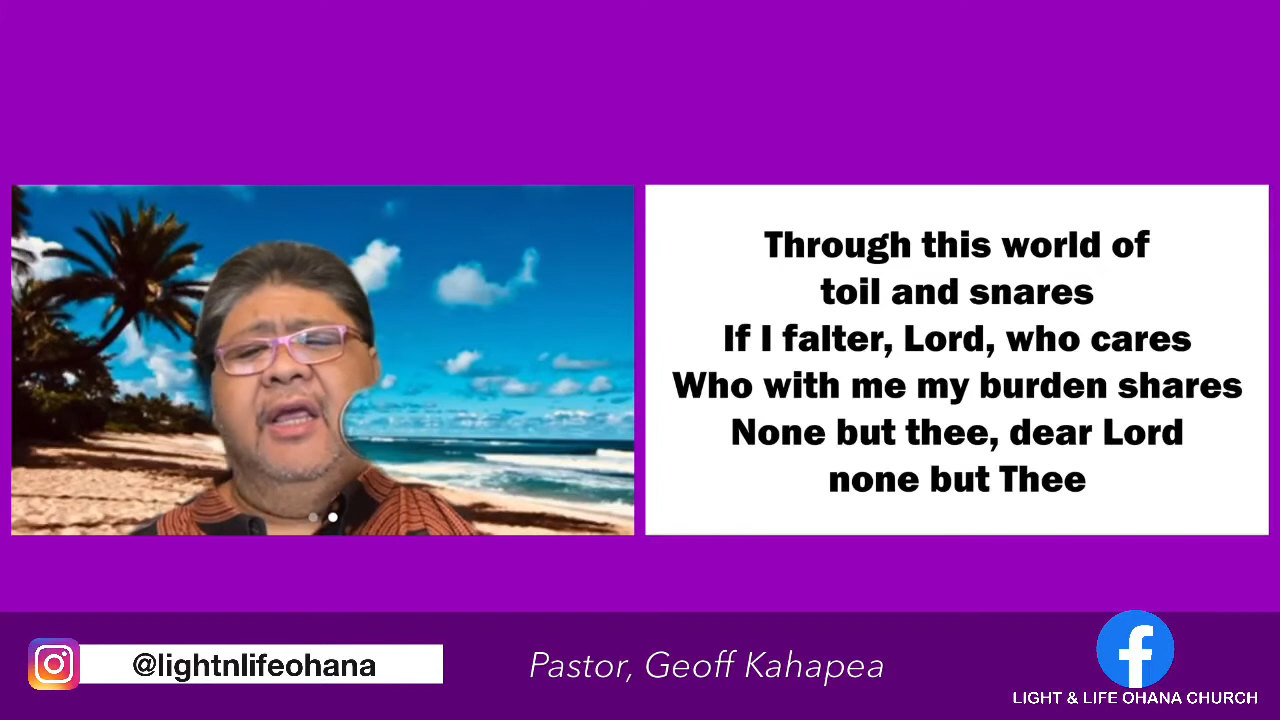 Through this world of
toil and snares
If I falter, Lord, who cares
Who with me my burden shares
None but thee, dear Lord
none but Thee
@lightnlifeohana
Pastor, Geoff Kahapea
LIGHT & LIFE OHANA CHURCH